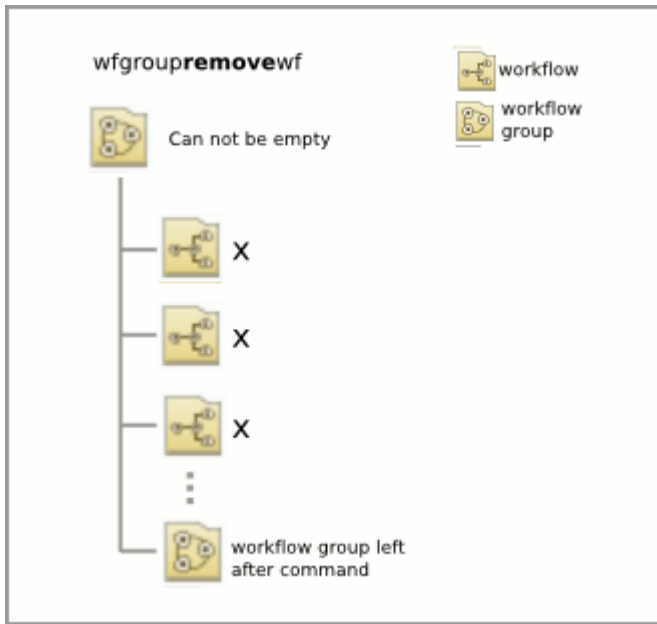 wfgroupremovewf
workflow
workflow
group
Can not be empty
X
X
X
workflow group left
after command